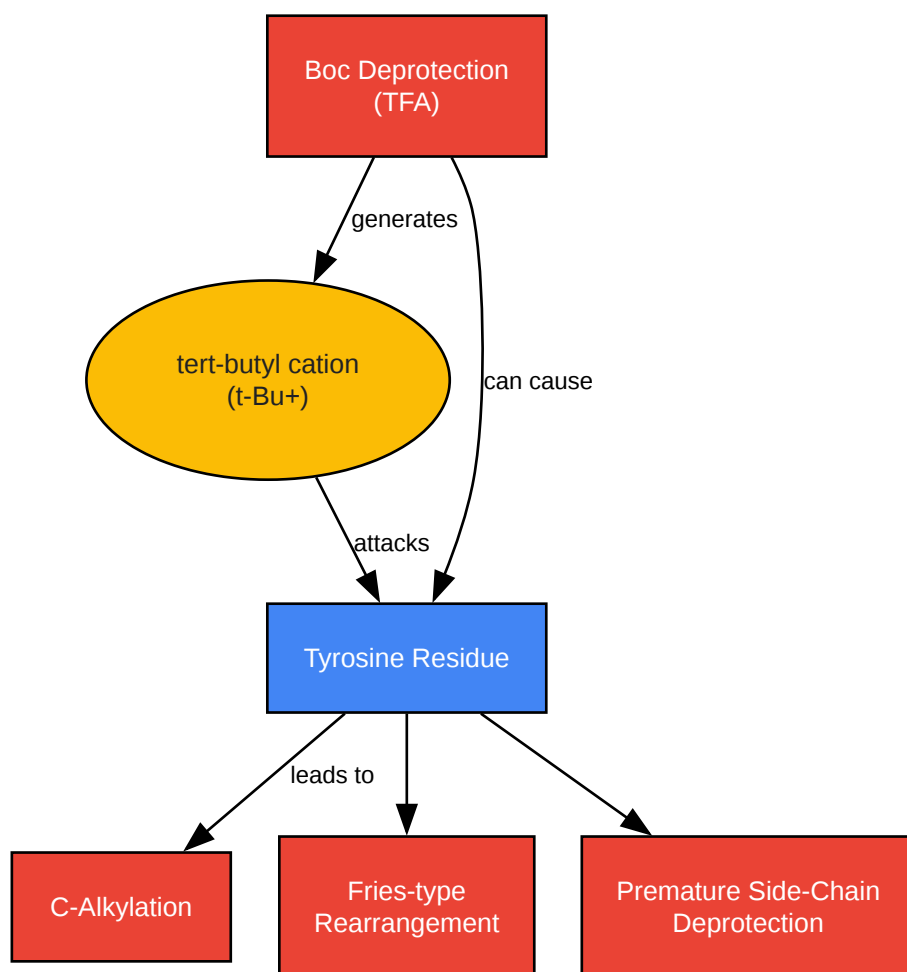 Boc Deprotection
(TFA)
generates
tert-butyl cation
(t-Bu+)
can cause
attacks
Tyrosine Residue
leads to
C-Alkylation
Fries-type
Rearrangement
Premature Side-Chain
Deprotection